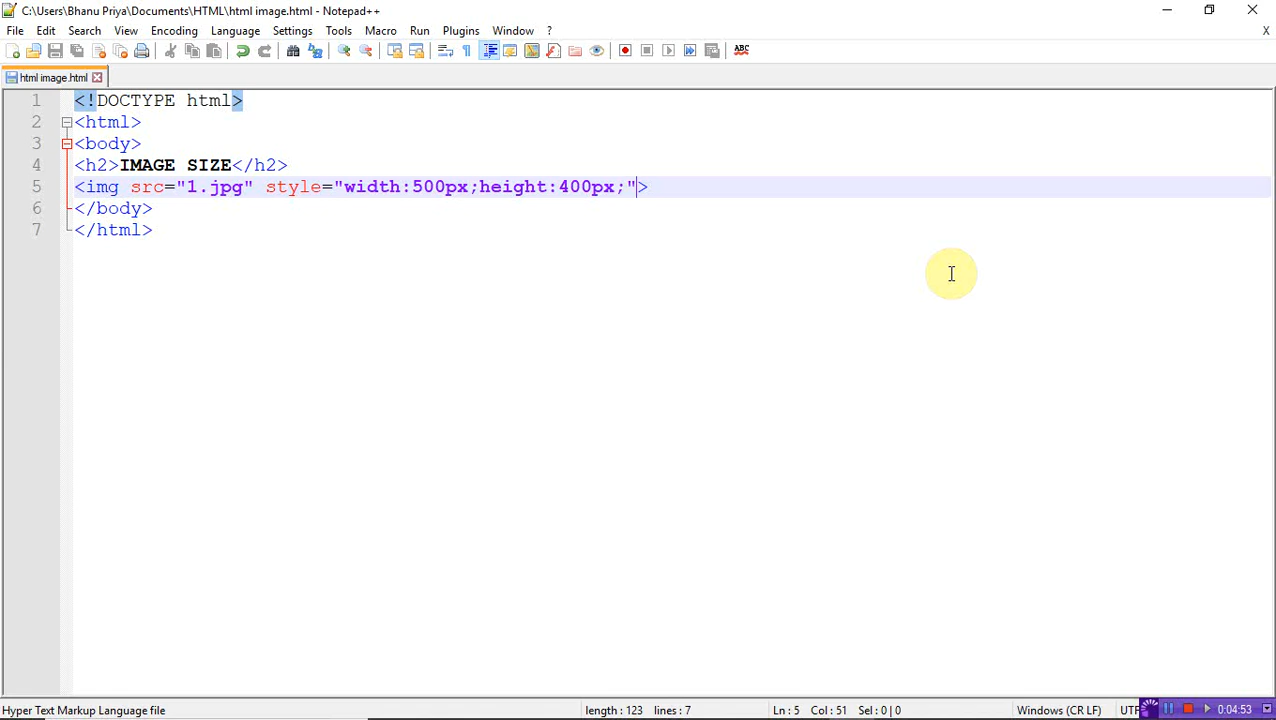 C:\Users\Bhanu Priya\Documents\HTML\html image.html - Notepad++
File Edit Search View Encoding Language Settings Tools Macro Run Plugins Window ? X
ABC
html image.html
1 <!DOCTYPE html>
2 <html>
3 <body>
4 <h2>IMAGE SIZE</h2>
5 <img src="1.jpg" style="width:500px;height:400px;">
6 </body>
7 </html>
Hyper Text Markup Language file length : 123 lines : 7 Ln : 5 Col : 51 Sel : 0 | 0 Windows (CR LF) UTF 0:04:53